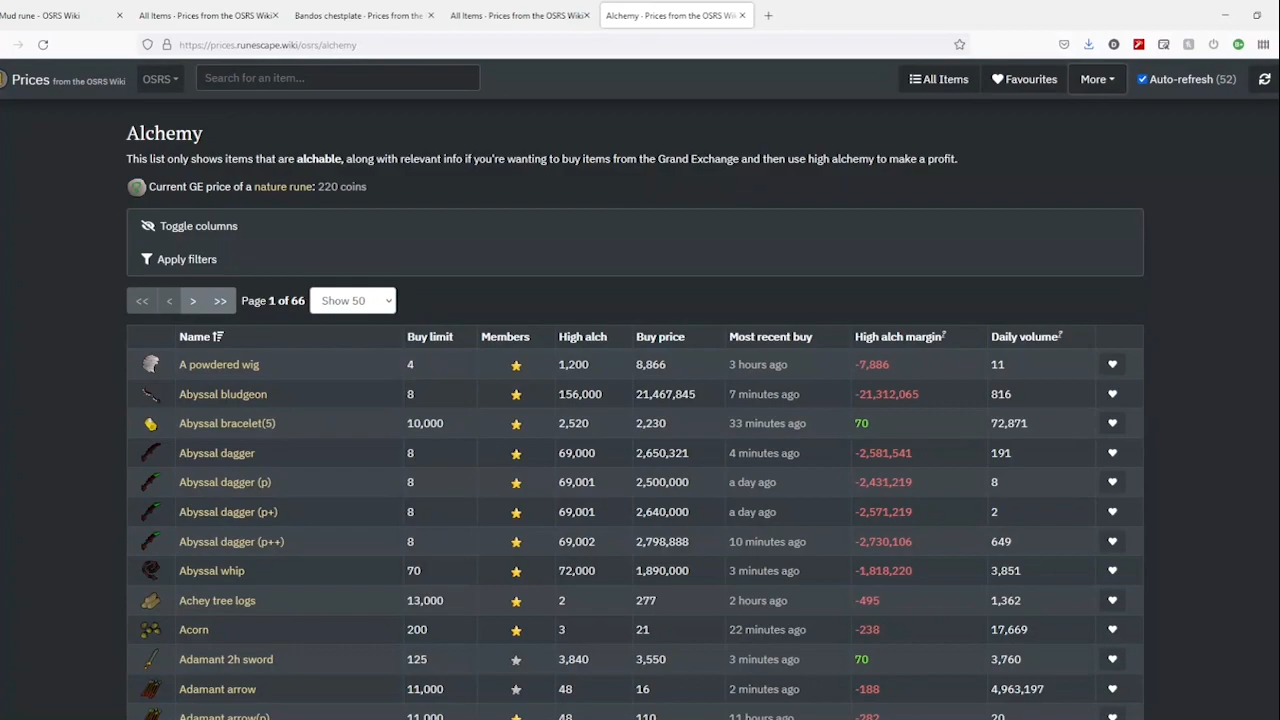 Mud rune - OSRS Wiki
All Items - Prices from the OSRS Wiki
Bandos chestplate - Prices from the
All Items - Prices from the OSRS Wiki
Alchemy - Prices from the OSRS Wi
https://prices.runescape.wiki/osrs/alchemy
Prices from the OSRS Wiki OSRS Search for an item... All Items Favourites More Auto-refresh (52)
Alchemy
This list only shows items that are alchable, along with relevant info if you're wanting to buy items from the Grand Exchange and then use high alchemy to make a profit.
Current GE price of a nature rune: 220 coins
Toggle columns
Apply filters
<< < > >> Page 1 of 66 Show 50
Name Buy limit Members High alch Buy price Most recent buy High alch margin? Daily volume?
A powdered wig 4 1,200 8,866 3 hours ago -7,886 11
Abyssal bludgeon 8 156,000 21,467,845 7 minutes ago -21,312,065 816
Abyssal bracelet(5) 10,000 2,520 2,230 33 minutes ago 70 72,871
Abyssal dagger 8 69,000 2,650,321 4 minutes ago -2,581,541 191
Abyssal dagger (p) 8 69,001 2,500,000 a day ago -2,431,219 8
Abyssal dagger (p+) 8 69,001 2,640,000 a day ago -2,571,219 2
Abyssal dagger (p++) 8 69,002 2,798,888 10 minutes ago -2,730,106 649
Abyssal whip 70 72,000 1,890,000 3 minutes ago -1,818,220 3,851
Achey tree logs 13,000 2 277 2 hours ago -495 1,362
Acorn 200 3 21 22 minutes ago -238 17,669
Adamant 2h sword 125 3,840 3,550 3 minutes ago 70 3,760
Adamant arrow 11,000 48 16 2 minutes ago -188 4,963,197
Adamant arrow(p) 11,000 48 110 11 hours ago -282 20